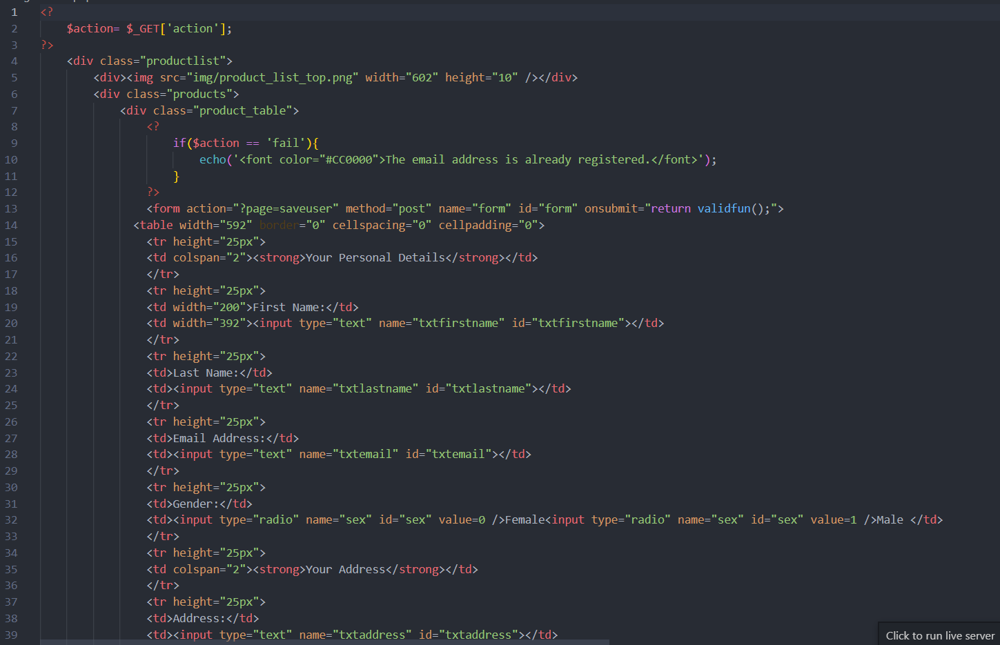 1 <?
2 $action= $_GET['action'];
3 ?>
4 <div class="productlist">
5 <div><img src="img/product_list_top.png" width="602" height="10" /></div>
6 <div class="products">
7 <div class="product_table">
8 <?
9 if($action == 'fail'){
10 echo('<font color="#CC0000">The email address is already registered.</font>');
11 }
12 ?>
13 <form action="?page=saveuser" method="post" name="form" id="form" onsubmit="return validfun();">
14 <table width="592" border="0" cellspacing="0" cellpadding="0">
15 <tr height="25px">
16 <td colspan="2"><strong>Your Personal Details</strong></td>
17 </tr>
18 <tr height="25px">
19 <td width="200">First Name:</td>
20 <td width="392"><input type="text" name="txtfirstname" id="txtfirstname"></td>
21 </tr>
22 <tr height="25px">
23 <td>Last Name:</td>
24 <td><input type="text" name="txtlastname" id="txtlastname"></td>
25 </tr>
26 <tr height="25px">
27 <td>Email Address:</td>
28 <td><input type="text" name="txtemail" id="txtemail"></td>
29 </tr>
30 <tr height="25px">
31 <td>Gender:</td>
32 <td><input type="radio" name="sex" id="sex" value=0 />Female<input type="radio" name="sex" id="sex" value=1 />Male </td>
33 </tr>
34 <tr height="25px">
35 <td colspan="2"><strong>Your Address</strong></td>
36 </tr>
37 <tr height="25px">
38 <td>Address:</td>
39 <td><input type="text" name="txtaddress" id="txtaddress"></td>
Click to run live server